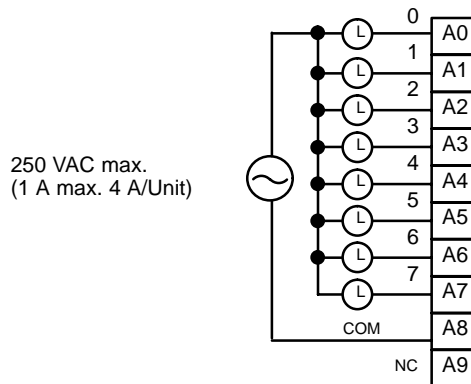 0
L A0
1
L A1
2
L A2
3
L A3
250 VAC max.
(1 A max. 4 A/Unit)
4
L A4
5
L A5
6
L A6
7
L A7
COM A8
NC A9